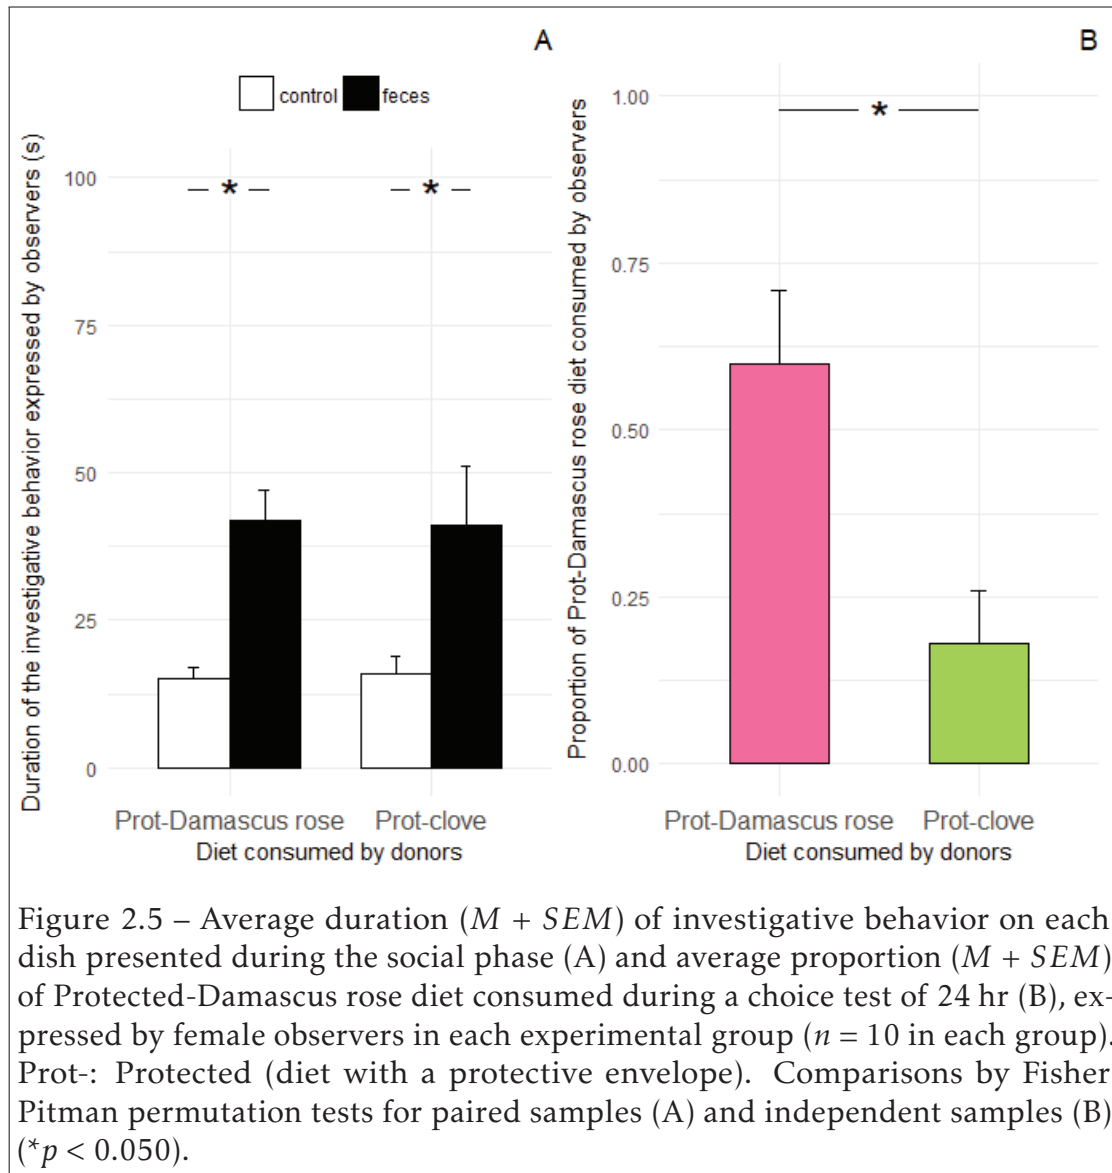 A
control feces
Duration of the investigative behavior expressed by observers (s)
100
75
50
25
0
* *
Prot-Damascus rose Prot-clove
Diet consumed by donors
B
Proportion of Prot-Damascus rose diet consumed by observers
1.00
0.75
0.50
0.25
0.00
*
Prot-Damascus rose Prot-clove
Diet consumed by donors
Figure 2.5 – Average duration (M + SEM) of investigative behavior on each
dish presented during the social phase (A) and average proportion (M + SEM)
of Protected-Damascus rose diet consumed during a choice test of 24 hr (B), ex-
pressed by female observers in each experimental group (n = 10 in each group).
Prot-: Protected (diet with a protective envelope). Comparisons by Fisher
Pitman permutation tests for paired samples (A) and independent samples (B)
(*p < 0.050).